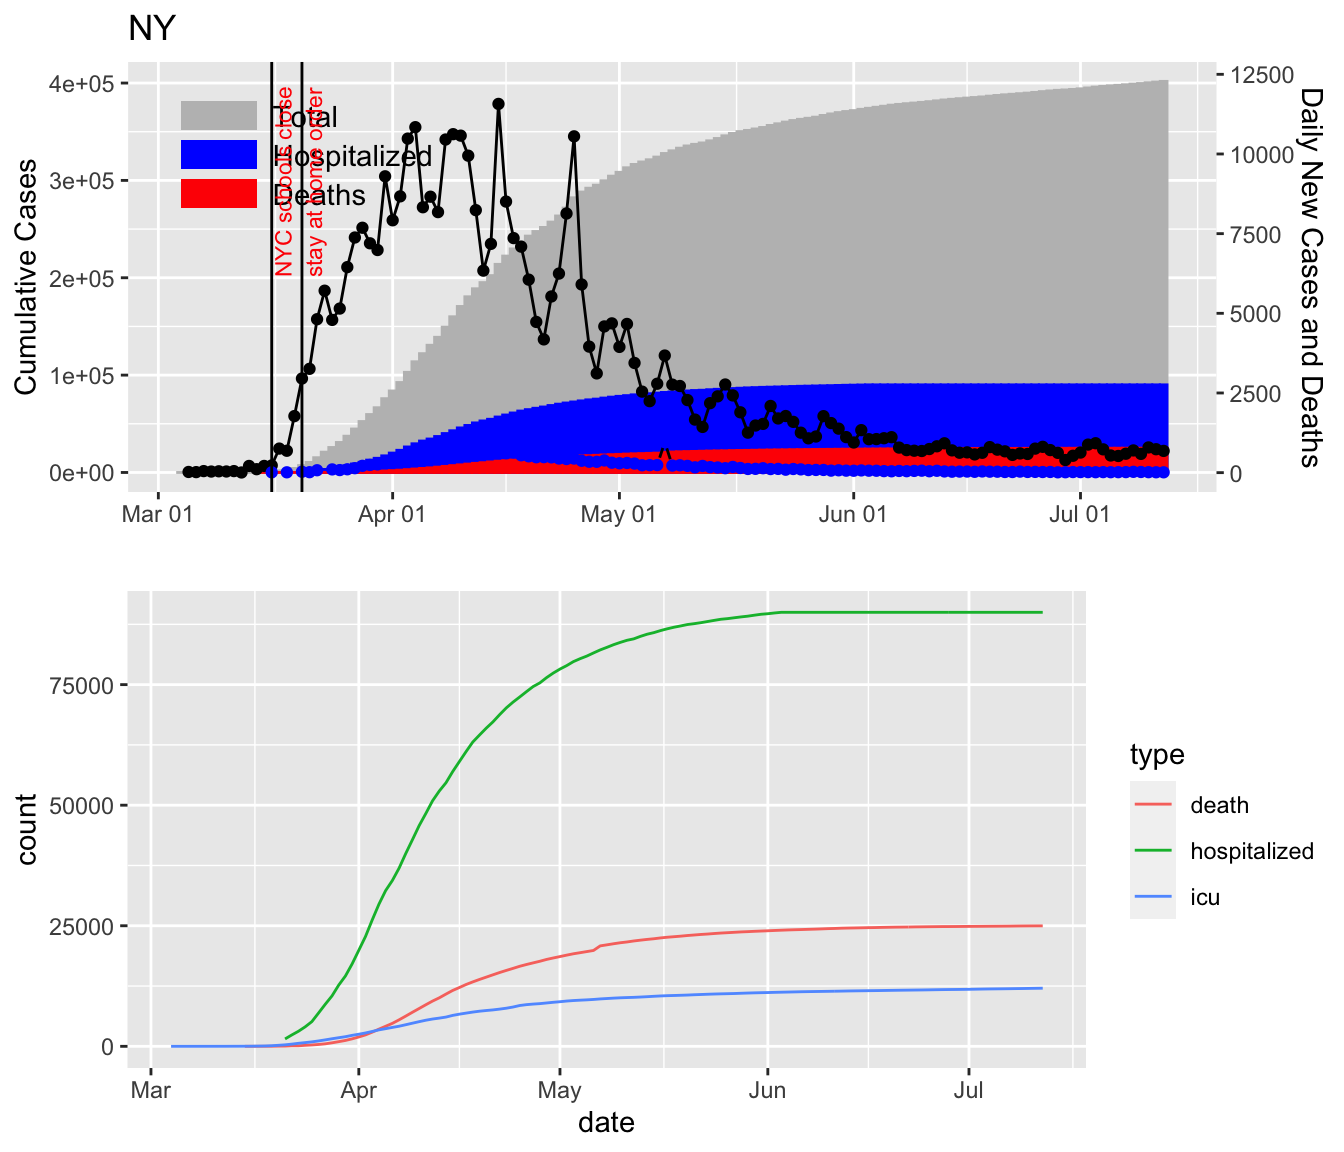 NY
Cumulative Cases
4e+05
3e+05
2e+05
1e+05
0e+00
Total
Hospitalized
Deaths
NYC schools close
stay at home order
12500
10000
7500
5000
2500
0
Daily New Cases and Deaths
Mar 01
Apr 01
May 01
Jun 01
Jul 01
count
75000
50000
25000
0
Mar
Apr
May
Jun
Jul
date
type
death
hospitalized
icu